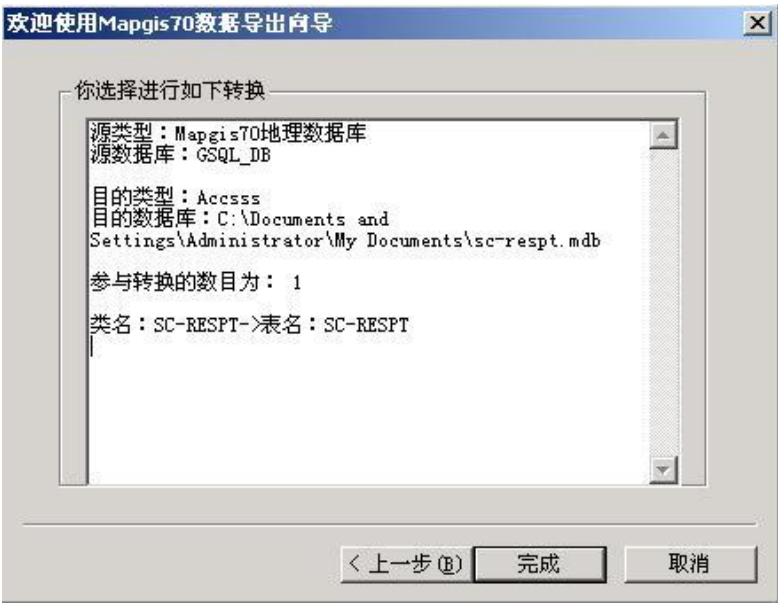 欢迎使用Mapgis70数据导出向导
你选择进行如下转换
源类型：Mapgis70地理数据库
源数据库：GSQL_DB
目的类型：Accsss
目的数据库：C:\Documents and
Settings\Administrator\My Documents\sc-respt.mdb
参与转换的数目为： 1
类名：SC-RESPT->表名：SC-RESPT
< 上一步(B) 完成 取消